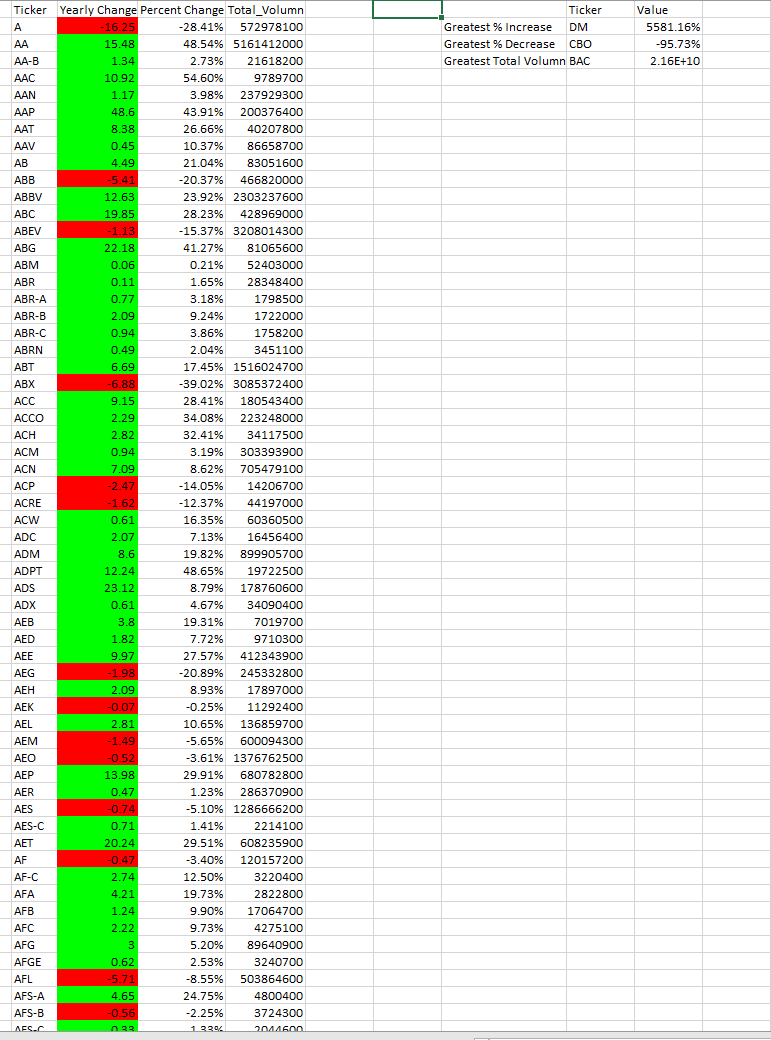 Ticker Yearly Change Percent Change Total_Volumn Ticker Value
A -16.25 -28.41% 572978100 Greatest % Increase DM 5581.16%
AA 15.48 48.54% 5161412000 Greatest % Decrease CBO -95.73%
AA-B 1.34 2.73% 21618200 Greatest Total Volumn BAC 2.16E+10
AAC 10.92 54.60% 9789700
AAN 1.17 3.98% 237929300
AAP 48.6 43.91% 200376400
AAT 8.38 26.66% 40207800
AAV 0.45 10.37% 86658700
AB 4.49 21.04% 83051600
ABB -5.41 -20.37% 466820000
ABBV 12.63 23.92% 2303237600
ABC 19.85 28.23% 428969000
ABEV -1.13 -15.37% 3208014300
ABG 22.18 41.27% 81065600
ABM 0.06 0.21% 52403000
ABR 0.11 1.65% 28348400
ABR-A 0.77 3.18% 1798500
ABR-B 2.09 9.24% 1722000
ABR-C 0.94 3.86% 1758200
ABRN 0.49 2.04% 3451100
ABT 6.69 17.45% 1516024700
ABX -6.88 -39.02% 3085372400
ACC 9.15 28.41% 180543400
ACCO 2.29 34.08% 223248000
ACH 2.82 32.41% 34117500
ACM 0.94 3.19% 303393900
ACN 7.09 8.62% 705479100
ACP -2.47 -14.05% 14206700
ACRE -1.62 -12.37% 44197000
ACW 0.61 16.35% 60360500
ADC 2.07 7.13% 16456400
ADM 8.6 19.82% 899905700
ADPT 12.24 48.65% 19722500
ADS 23.12 8.79% 178760600
ADX 0.61 4.67% 34090400
AEB 3.8 19.31% 7019700
AED 1.82 7.72% 9710300
AEE 9.97 27.57% 412343900
AEG -1.98 -20.89% 245332800
AEH 2.09 8.93% 17897000
AEK -0.07 -0.25% 11292400
AEL 2.81 10.65% 136859700
AEM -1.49 -5.65% 600094300
AEO -0.52 -3.61% 1376762500
AEP 13.98 29.91% 680782800
AER 0.47 1.23% 286370900
AES -0.74 -5.10% 1286666200
AES-C 0.71 1.41% 2214100
AET 20.24 29.51% 608235900
AF -0.47 -3.40% 120157200
AF-C 2.74 12.50% 3220400
AFA 4.21 19.73% 2822800
AFB 1.24 9.90% 17064700
AFC 2.22 9.73% 4275100
AFG 3 5.20% 89640900
AFGE 0.62 2.53% 3240700
AFL -5.71 -8.55% 503864600
AFS-A 4.65 24.75% 4800400
AFS-B -0.56 -2.25% 3724300
AFS-C 0.33 1.33% 2044600